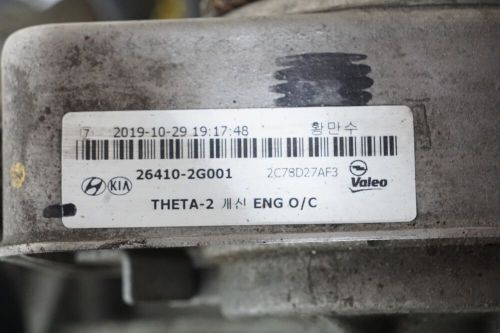 7 2019-10-29 19:17:48 황만수
26410-2G001 2C78D27AF3
KIA Valeo
THETA-2 개선 ENG O/C